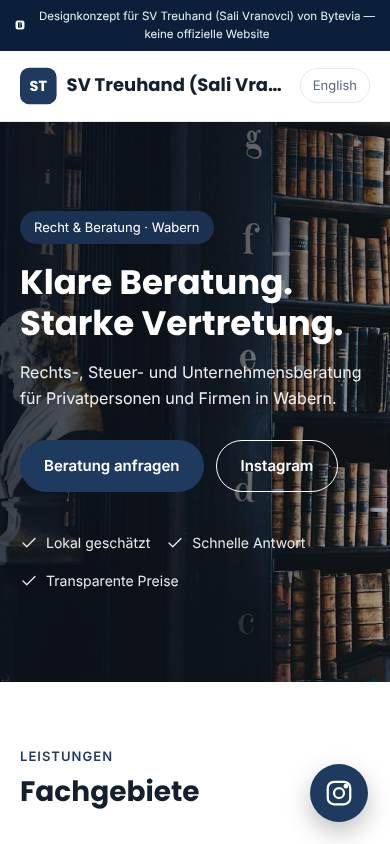 Designkonzept für SV Treuhand (Sali Vranovci) von Bytevia —
keine offizielle Website
ST
SV Treuhand (Sali Vra...
English
k
i
g
f
e
d
c
Recht & Beratung · Wabern
Klare Beratung.
Starke Vertretung.
Rechts-, Steuer- und Unternehmensberatung
für Privatpersonen und Firmen in Wabern.
Beratung anfragen
Instagram
Lokal geschätzt
Schnelle Antwort
Transparente Preise
LEISTUNGEN
Fachgebiete